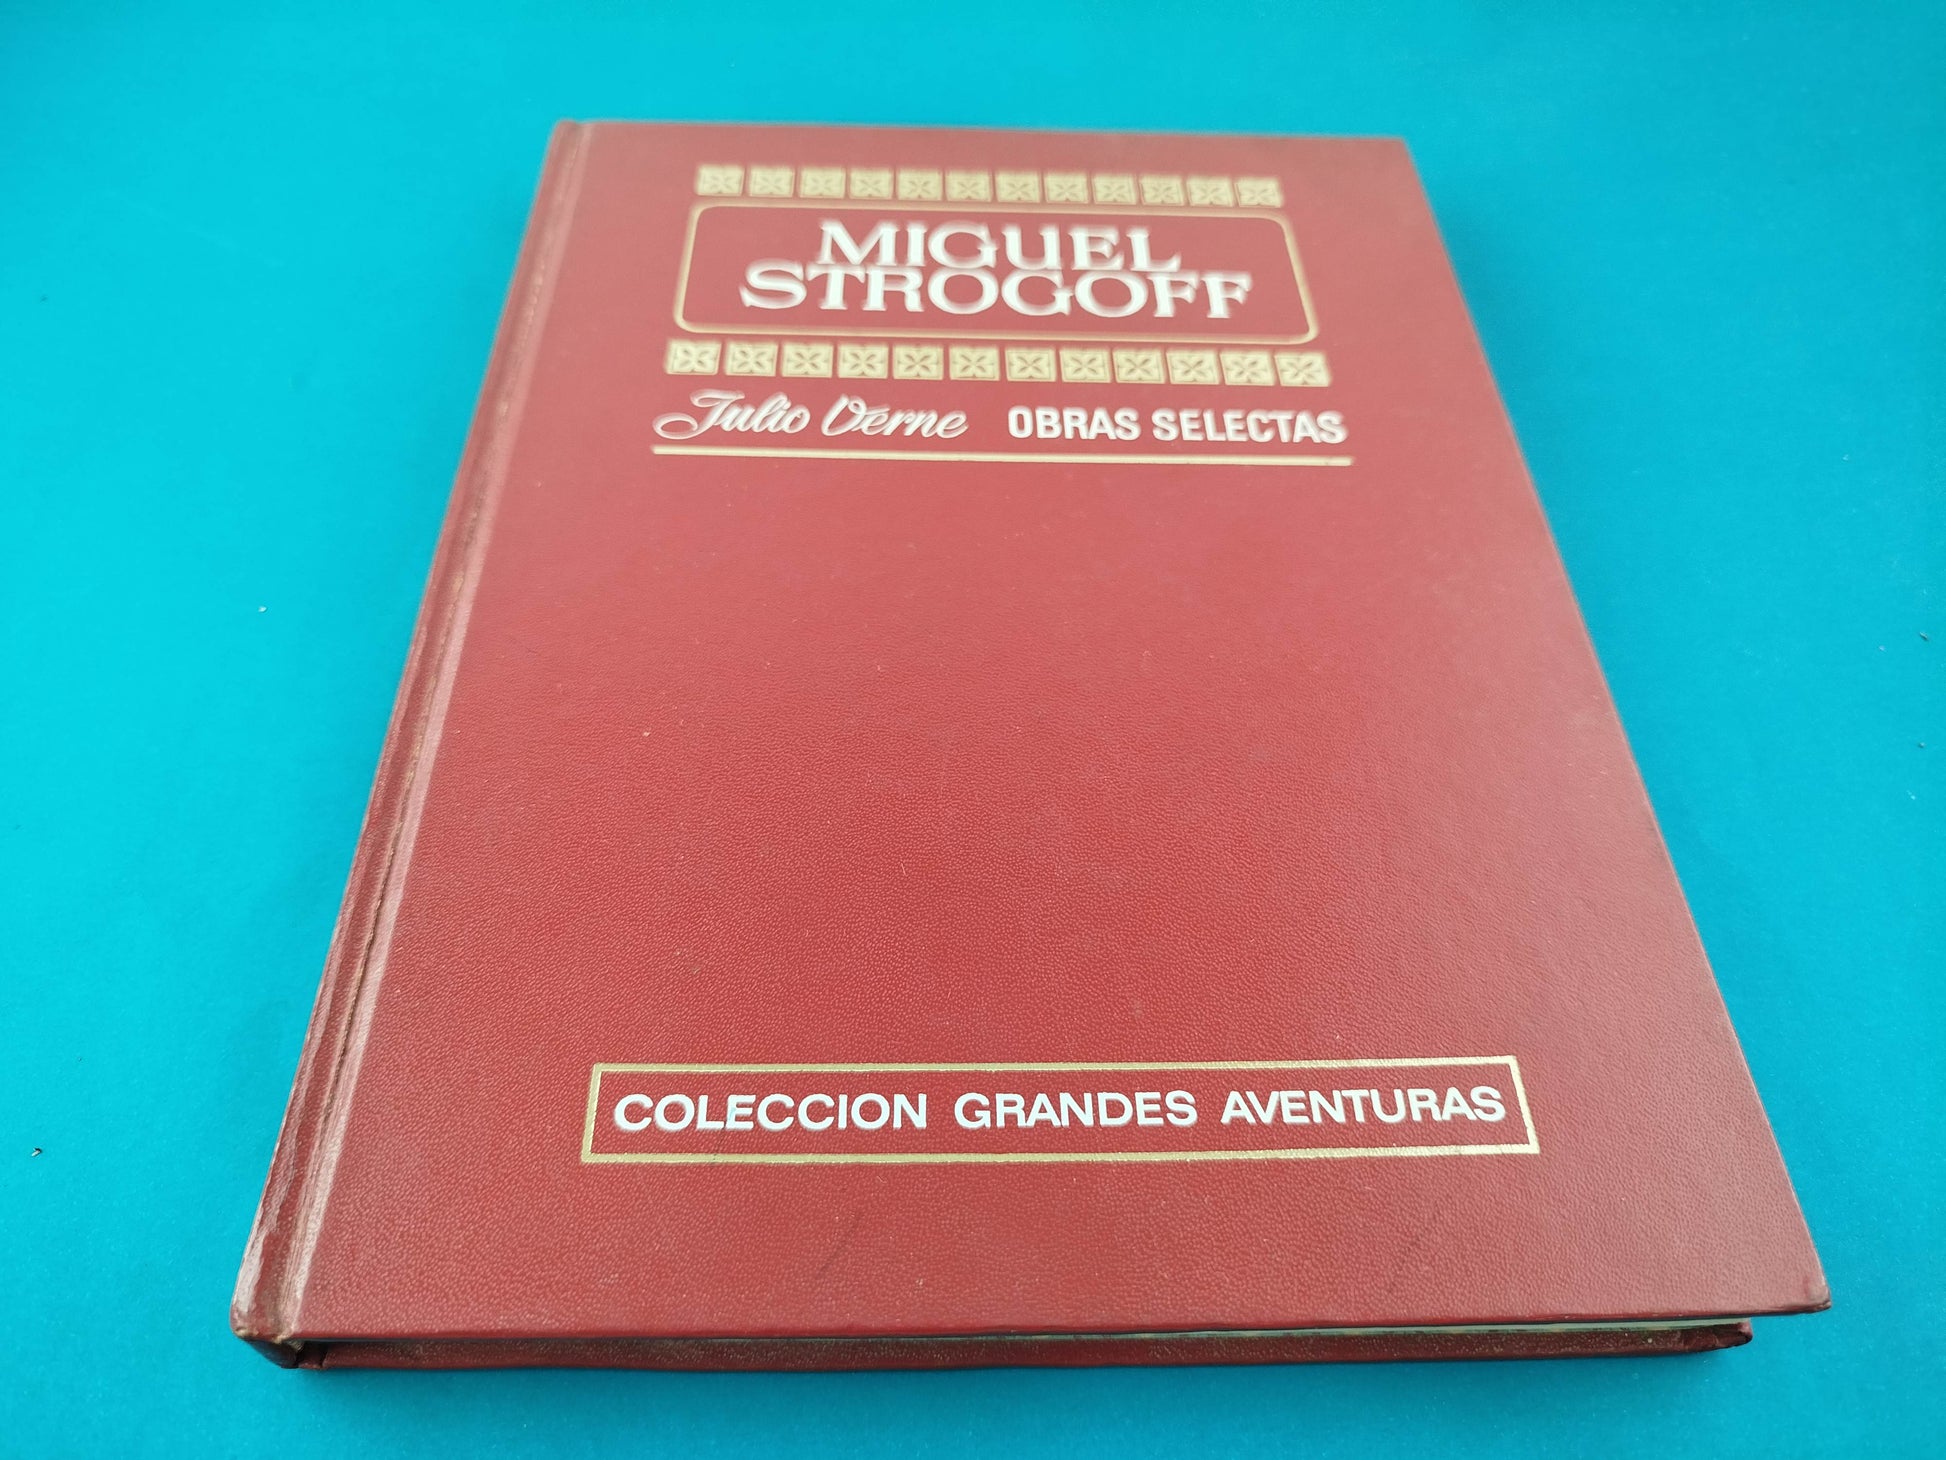 MIGUEL
STROGOFF
Julio Verne OBRAS SELECTAS
COLECCION GRANDES AVENTURAS